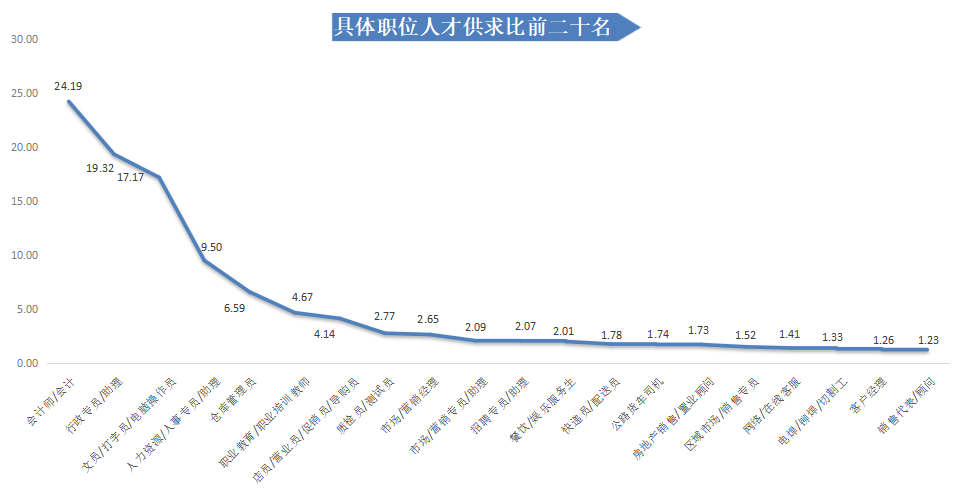 具体职位人才供求比前二十名
30.00
25.00
20.00
15.00
10.00
5.00
0.00
24.19
19.32
17.17
9.50
6.59
4.67
4.14
2.77
2.65
2.09
2.07
2.01
1.78
1.74
1.73
1.52
1.41
1.33
1.26
1.23
会计师/会计
行政专员/助理
文员/打字员/电脑操作员
人力资源/人事专员/助理
仓库管理员
职业教育/职业培训教师
店员/营业员/促销员/导购员
质检员/测试员
市场/营销经理
市场/营销专员/助理
招聘专员/助理
餐饮/娱乐服务生
快递员/配送员
公路货车司机
房地产销售/置业顾问
区域市场/销售专员
网络/在线客服
电焊/铆焊/切割工
客户经理
销售代表/顾问